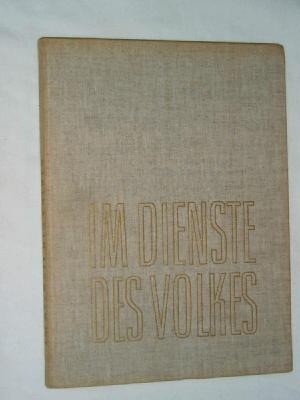 IM DIENSTE
DES VOLKES